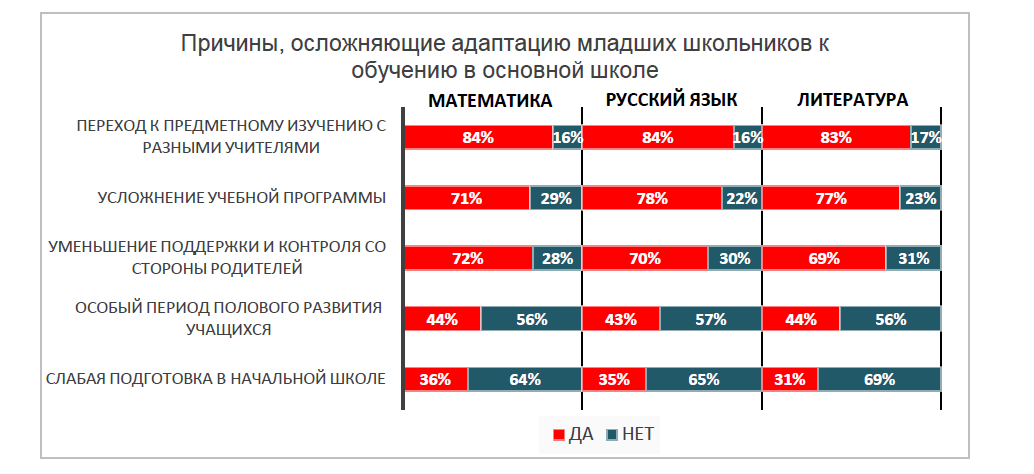 Причины, осложняющие адаптацию младших школьников к
обучению в основной школе
МАТЕМАТИКА РУССКИЙ ЯЗЫК ЛИТЕРАТУРА
ПЕРЕХОД К ПРЕДМЕТНОМУ ИЗУЧЕНИЮ С
РАЗНЫМИ УЧИТЕЛЯМИ
84% 16% 84% 16% 83% 17%
УСЛОЖНЕНИЕ УЧЕБНОЙ ПРОГРАММЫ
71% 29% 78% 22% 77% 23%
УМЕНЬШЕНИЕ ПОДДЕРЖКИ И КОНТРОЛЯ СО
СТОРОНЫ РОДИТЕЛЕЙ
72% 28% 70% 30% 69% 31%
ОСОБЫЙ ПЕРИОД ПОЛОВОГО РАЗВИТИЯ
УЧАЩИХСЯ
44% 56% 43% 57% 44% 56%
СЛАБАЯ ПОДГОТОВКА В НАЧАЛЬНОЙ ШКОЛЕ
36% 64% 35% 65% 31% 69%
ДА НЕТ